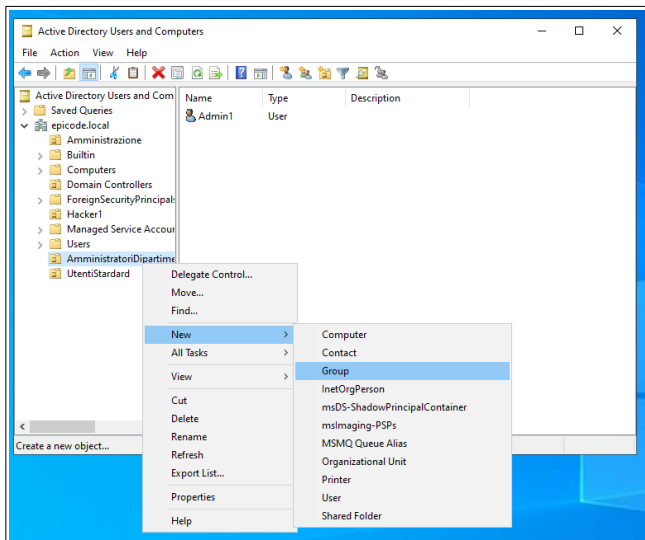 Active Directory Users and Computers
File Action View Help
Active Directory Users and Com
Saved Queries
epicode.local
Amministrazione
Builtin
Computers
Domain Controllers
ForeignSecurityPrincipals
Hacker1
Managed Service Accour
Users
AmministratoriDipartime
UtentiStardard
Name Type Description
Admin1 User
Delegate Control...
Move...
Find...
New
All Tasks
View
Cut
Delete
Rename
Refresh
Export List...
Properties
Help
Computer
Contact
Group
InetOrgPerson
msDS-ShadowPrincipalContainer
msImaging-PSPs
MSMQ Queue Alias
Organizational Unit
Printer
User
Shared Folder
Create a new object...